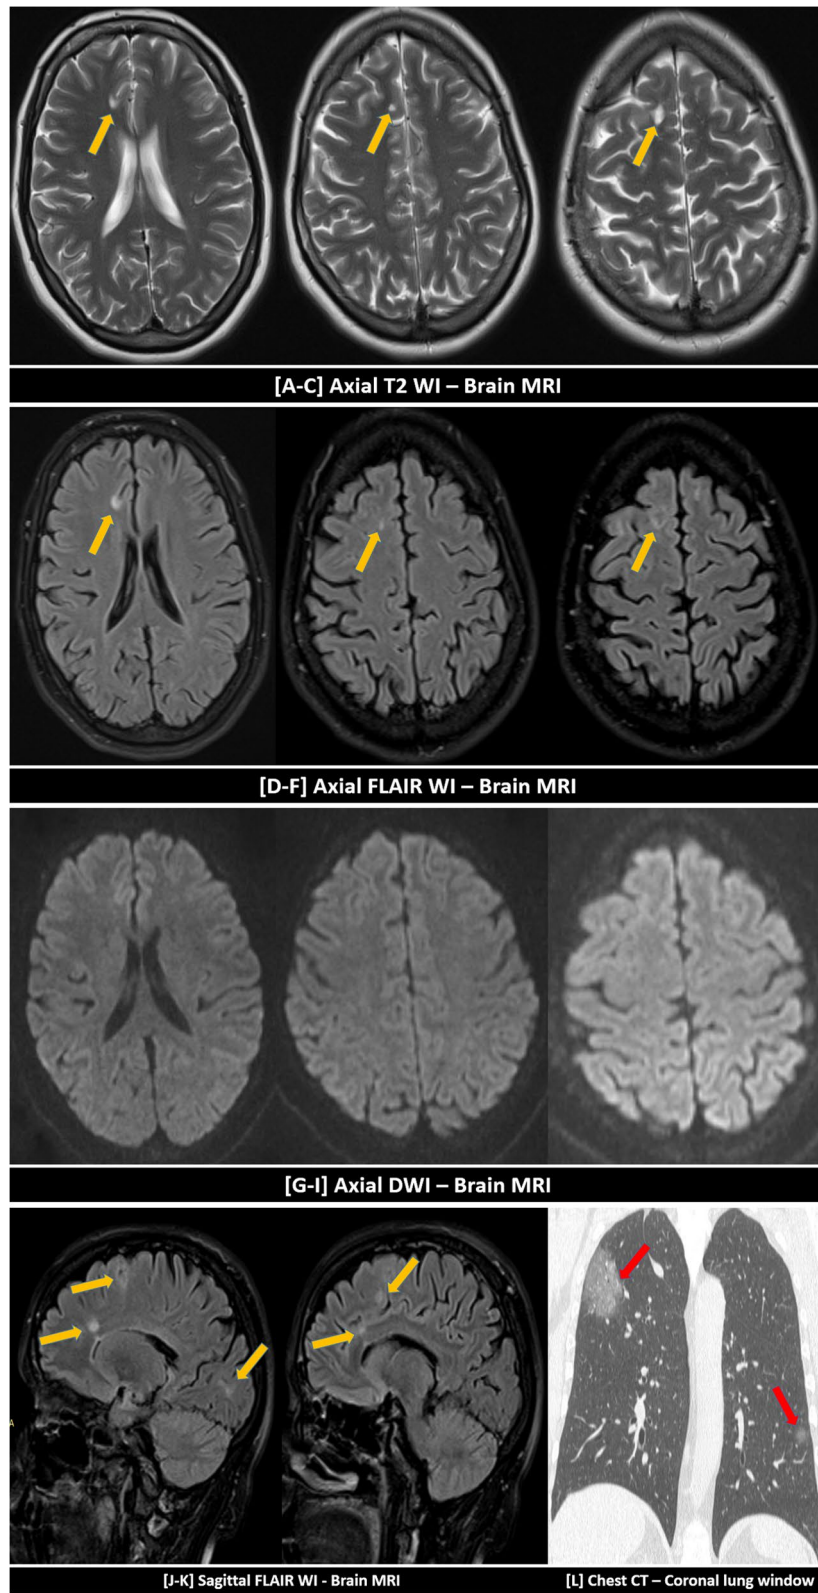 [A-C] Axial T2 WI – Brain MRI
[D-F] Axial FLAIR WI – Brain MRI
[G-I] Axial DWI – Brain MRI
A
[J-K] Sagittal FLAIR WI - Brain MRI
[L] Chest CT – Coronal lung window